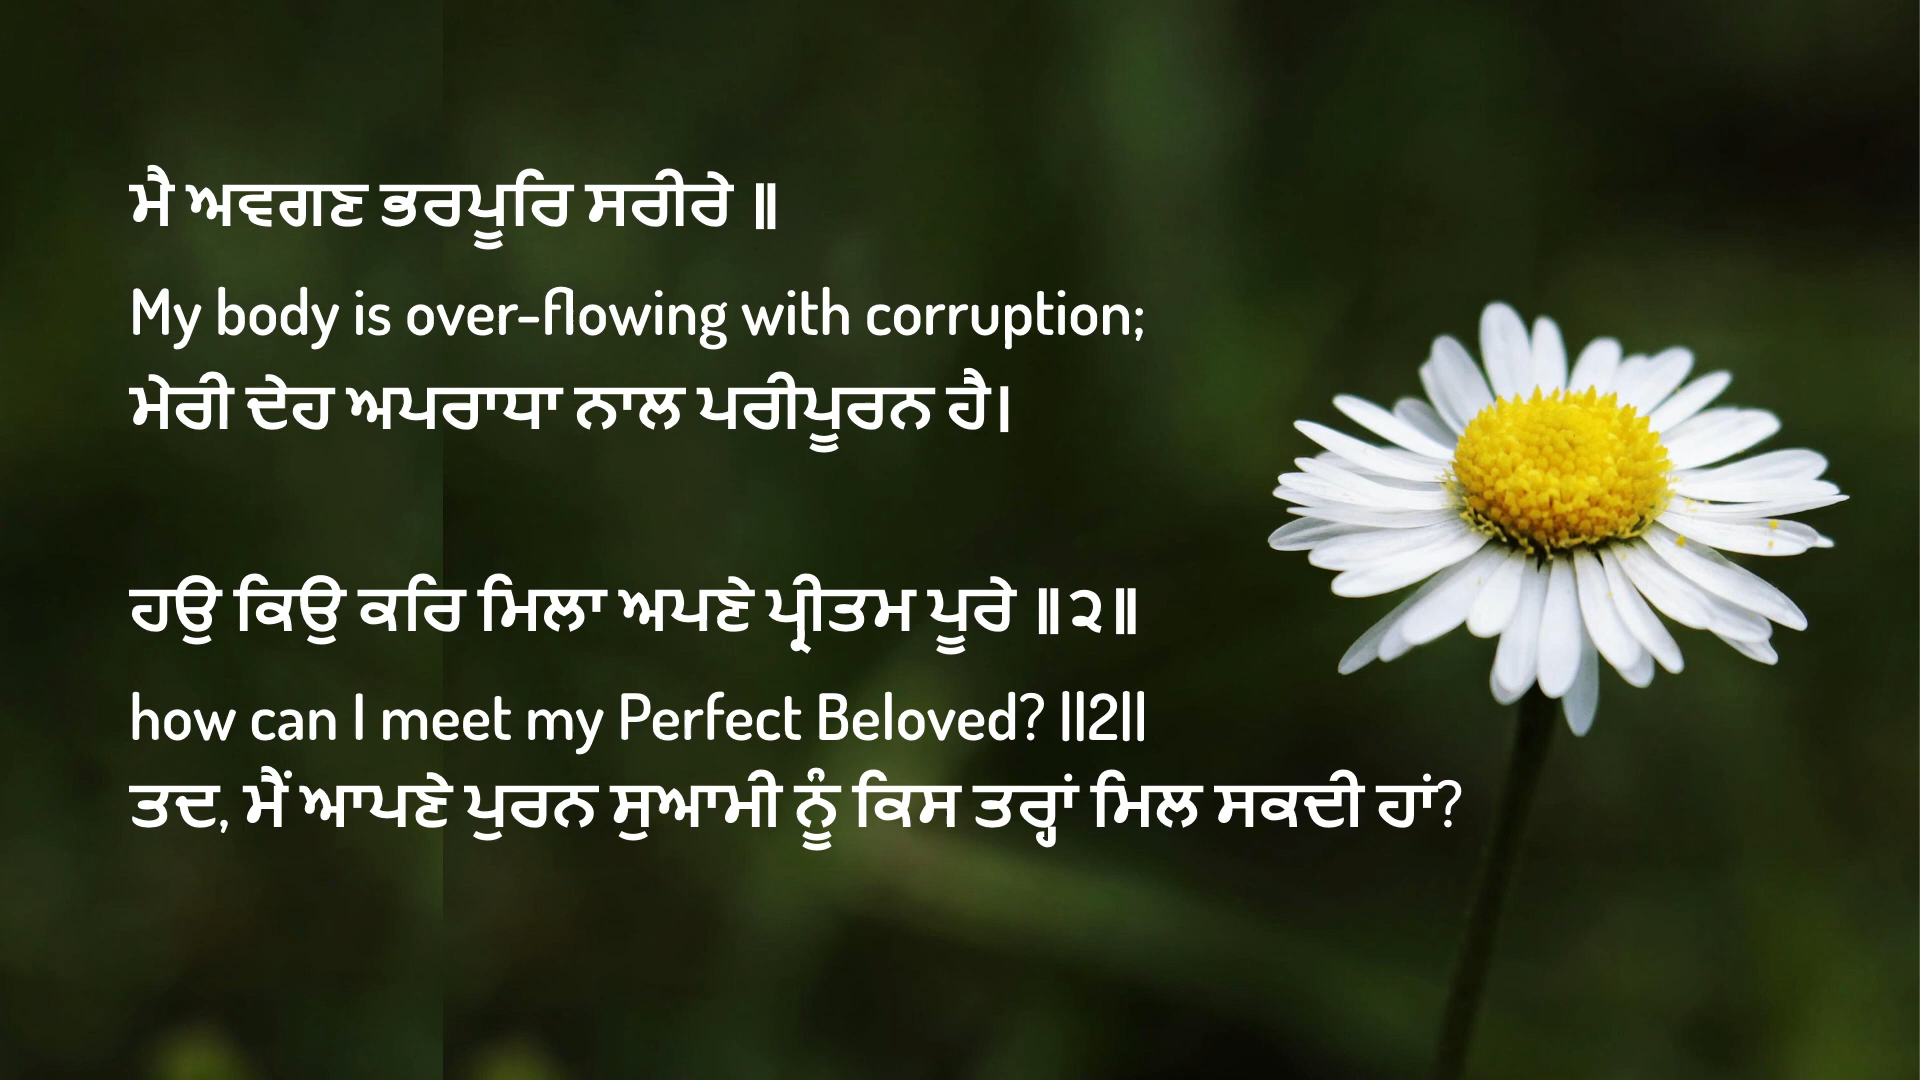 ਮੈ ਅਵਗਣ ਭਰਪੂਰਿ ਸਰੀਰੇ ॥
My body is over-flowing with corruption;
ਮੇਰੀ ਦੇਹ ਅਪਰਾਧਾ ਨਾਲ ਪਰੀਪੂਰਨ ਹੈ।
ਹਉ ਕਿਉ ਕਰਿ ਮਿਲਾ ਅਪਣੇ ਪ੍ਰੀਤਮ ਪੂਰੇ ॥੨॥
how can I meet my Perfect Beloved? ||2||
ਤਦ, ਮੈਂ ਆਪਣੇ ਪੁਰਨ ਸੁਆਮੀ ਨੂੰ ਕਿਸ ਤਰ੍ਹਾਂ ਮਿਲ ਸਕਦੀ ਹਾਂ?